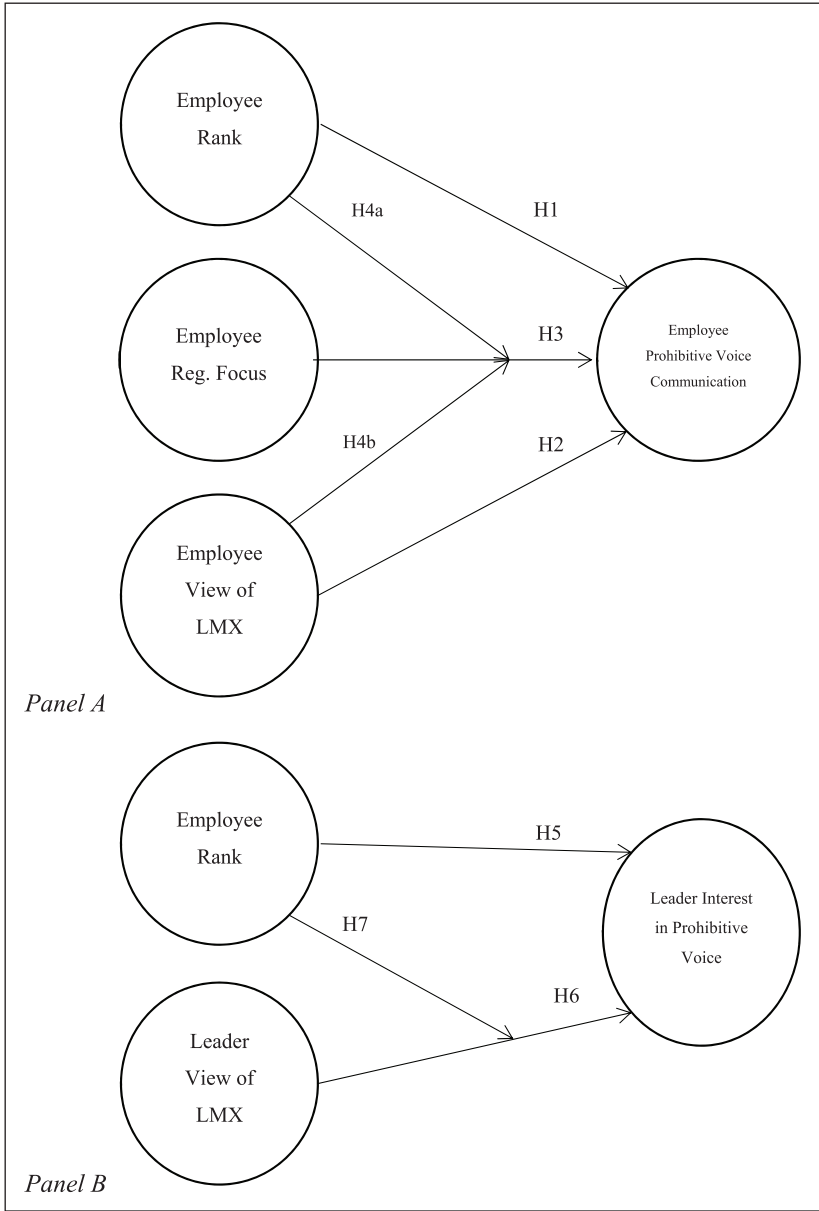 Employee
Rank
H4a
H1
Employee
Reg. Focus
H3
Employee
Prohibitive Voice
Communication
H4b
H2
Employee
View of
LMX
Panel A
Employee
Rank
H5
H7
Leader Interest
in Prohibitive
Voice
H6
Leader
View of
LMX
Panel B